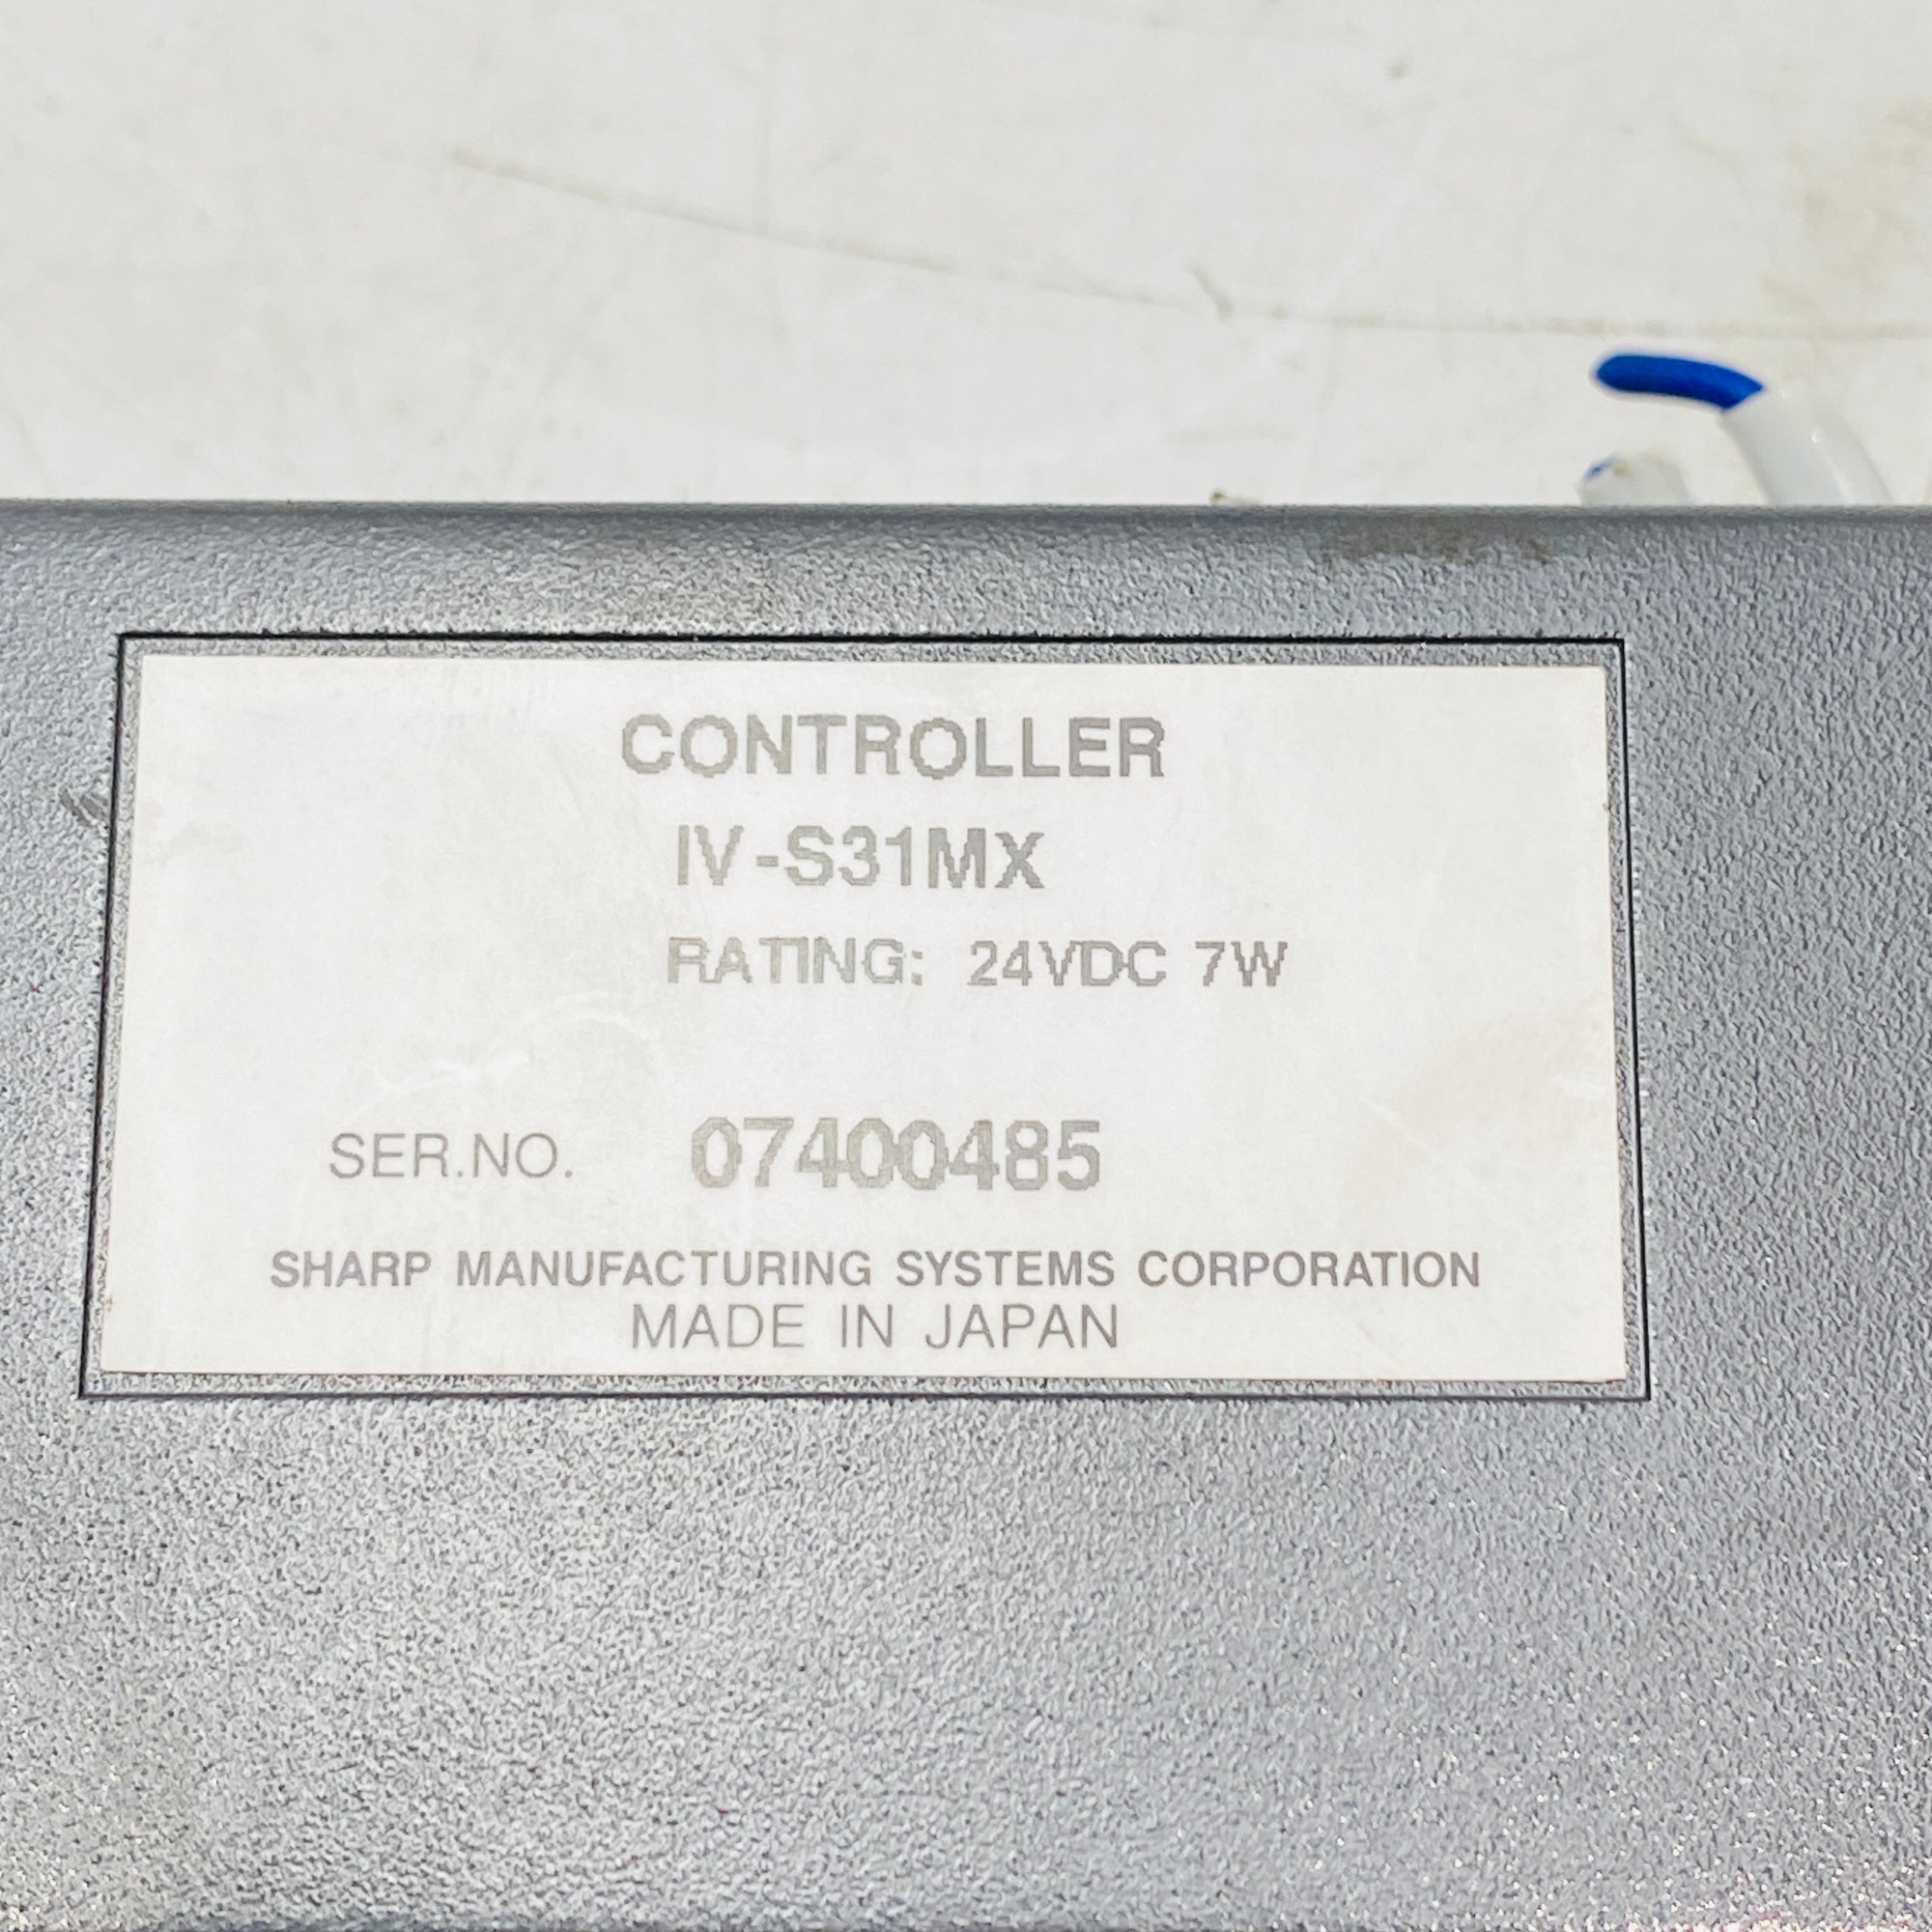 CONTROLLER
IV-S31MX
RATING: 24VDC 7W
SER.NO. 07400485
SHARP MANUFACTURING SYSTEMS CORPORATION
MADE IN JAPAN